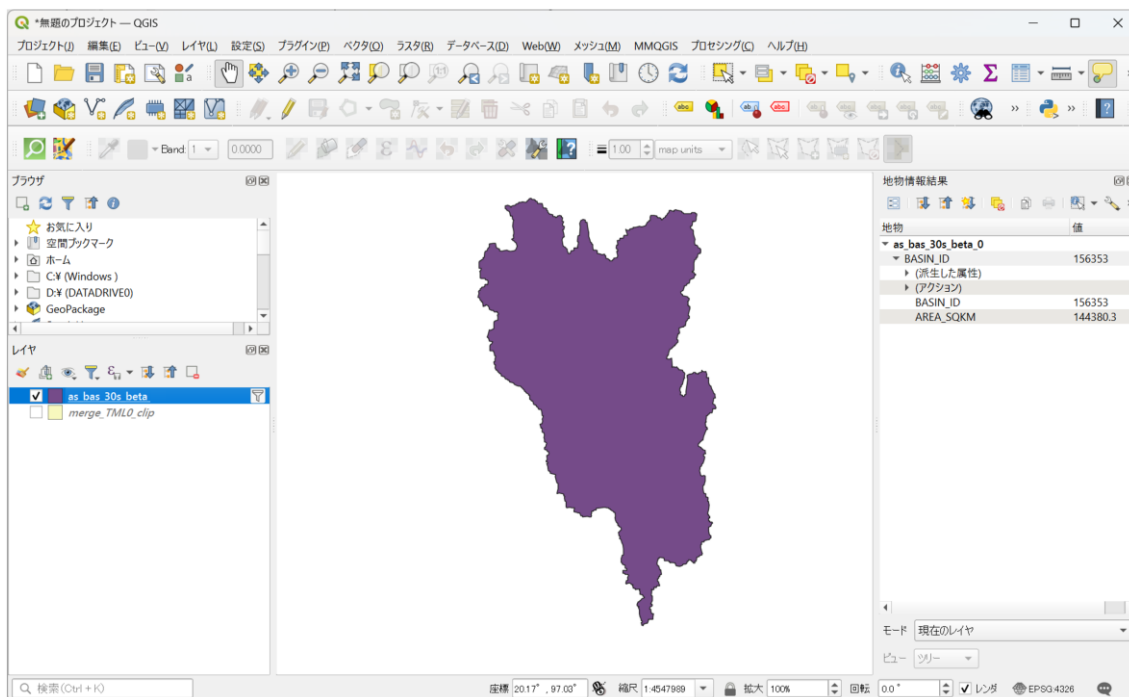 *無題のプロジェクト — QGIS
プロジェクト(J) 編集(E) ビュー(V) レイヤ(L) 設定(S) プラグイン(P) ベクタ(O) ラスタ(R) データベース(D) Web(W) メッシュ(M) MMQGIS プロセシング(C) ヘルプ(H)
Band: 1 0.0000 1.00 map units
ブラウザ
お気に入り
空間ブックマーク
ホーム
C:¥ (Windows )
D:¥ (DATADRIVE0)
GeoPackage
レイヤ
as_bas_30s_beta_
merge_TML0_clip
地物情報結果
地物 値
as_bas_30s_beta_0
BASIN_ID 156353
(派生した属性)
(アクション)
BASIN_ID 156353
AREA_SQKM 144380.3
モード 現在のレイヤ
ビュー ツリー
検索(Ctrl + K) 座標 20.17° , 97.03° 縮尺 1:4547989 拡大 100% 回転 0.0° レンダ EPSG:4326